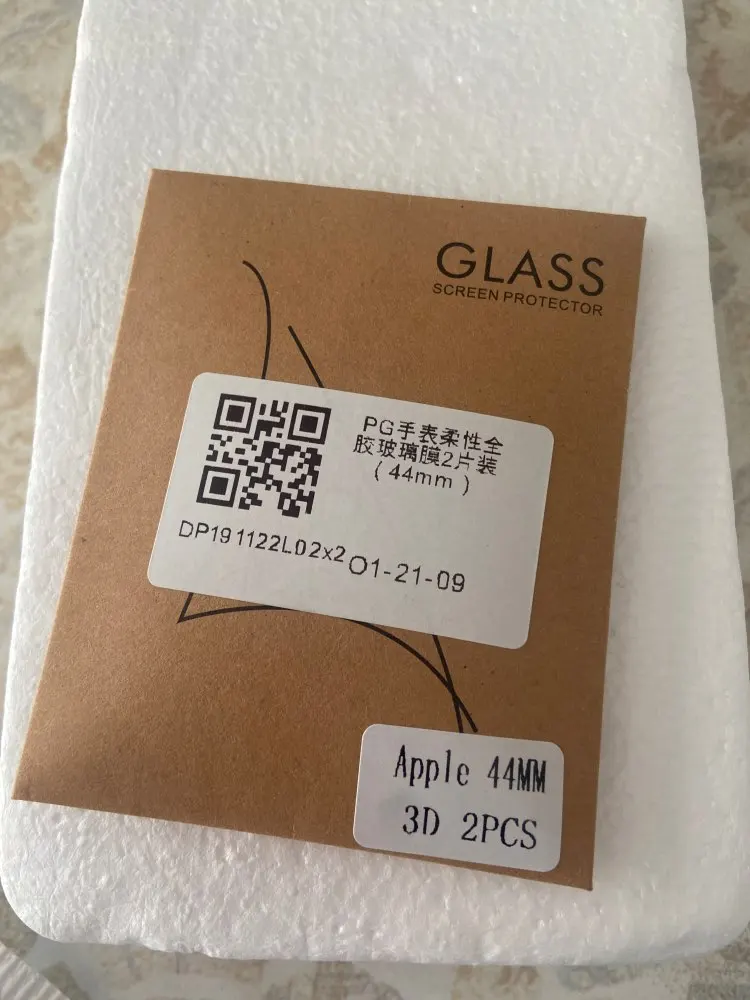 GLASS
SCREEN PROTECTOR
PG手表柔性全
胶玻璃膜2片装
(44mm)
DP191122L02x2
O1-21-09
Apple 44MM
3D 2PCS